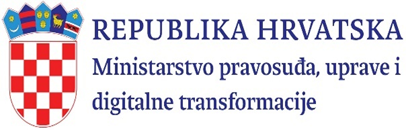 REPUBLIKA HRVATSKA
Ministarstvo pravosuđa, uprave i
digitalne transformacije